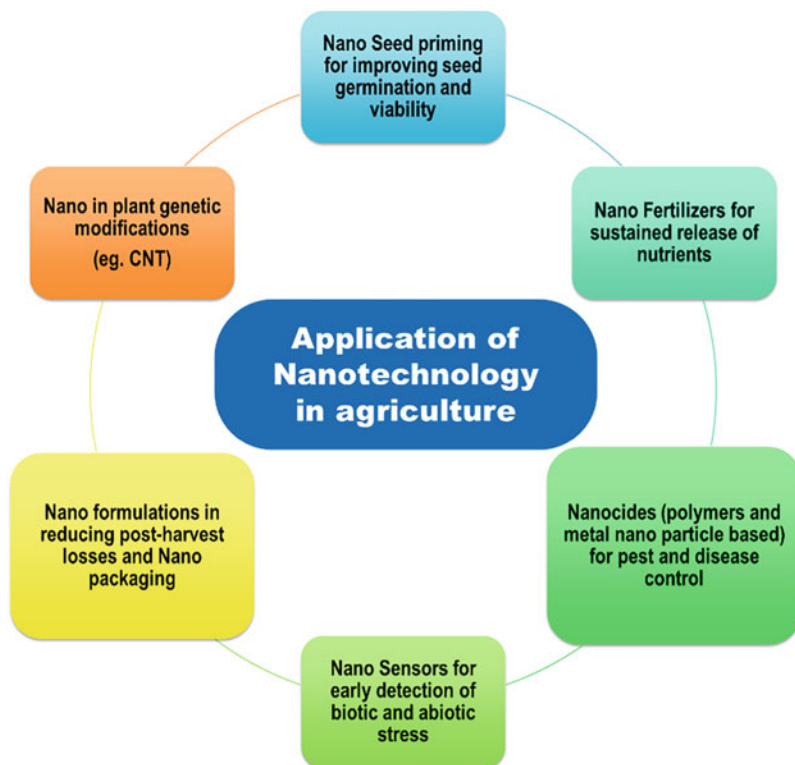 Nano Seed priming
for improving seed
germination and
viability
Nano Fertilizers for
sustained release of
nutrients
Nanocides (polymers and
metal nano particle based)
for pest and disease
control
Nano Sensors for
early detection of
biotic and abiotic
stress
Nano formulations in
reducing post-harvest
losses and Nano
packaging
Nano in plant genetic
modifications
(eg. CNT)
Application of
Nanotechnology
in agriculture